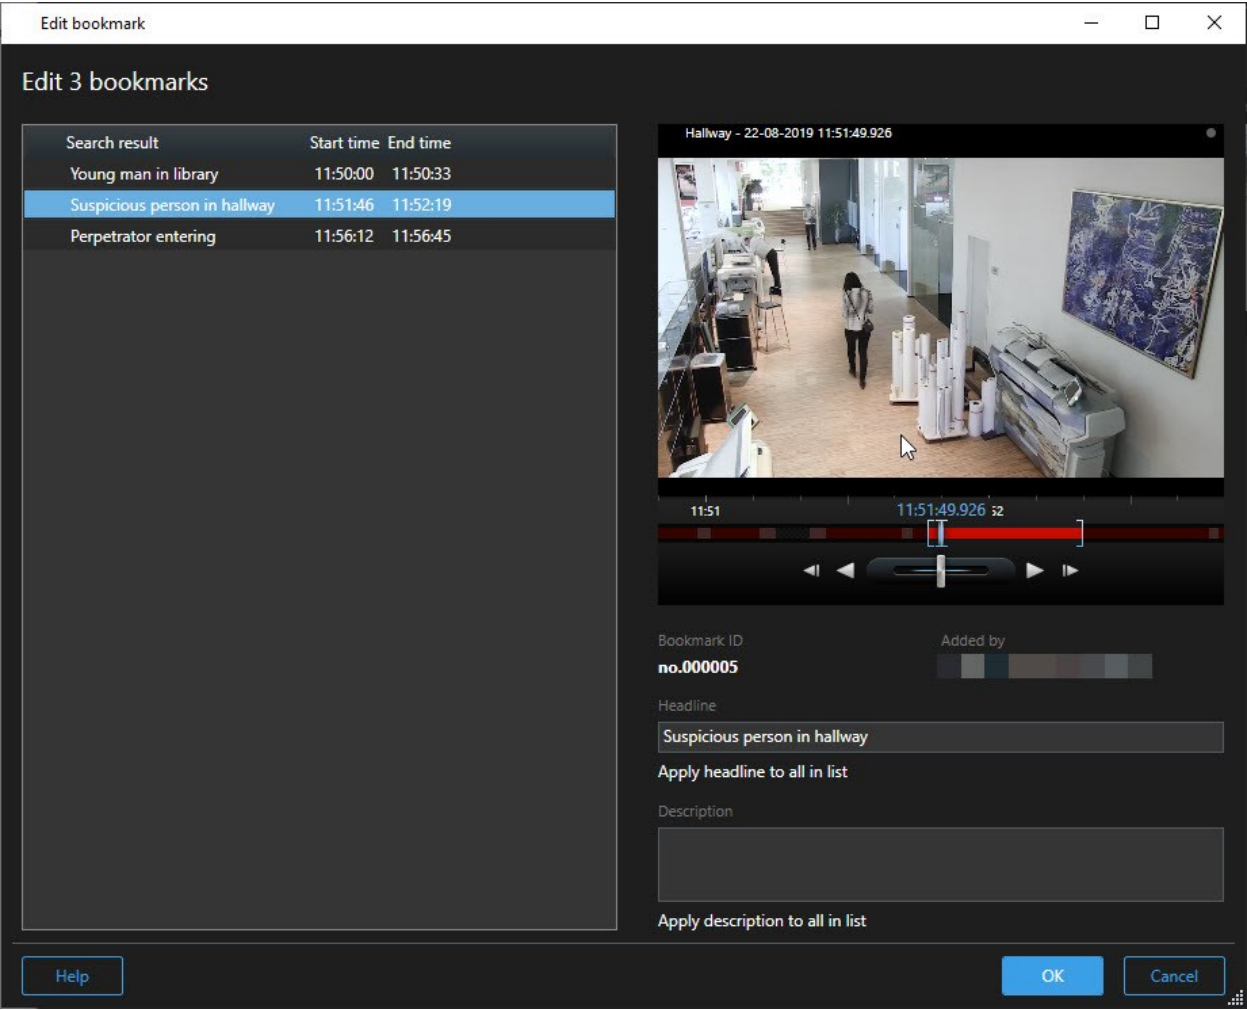 Edit bookmark
Edit 3 bookmarks
Search result Start time End time
Young man in library 11:50:00 11:50:33
Suspicious person in hallway 11:51:46 11:52:19
Perpetrator entering 11:56:12 11:56:45
Hallway - 22-08-2019 11:51:49.926
11:51 11:51:49.926 52
Bookmark ID Added by
no.000005
Headline
Suspicious person in hallway
Apply headline to all in list
Description
Apply description to all in list
Help OK Cancel